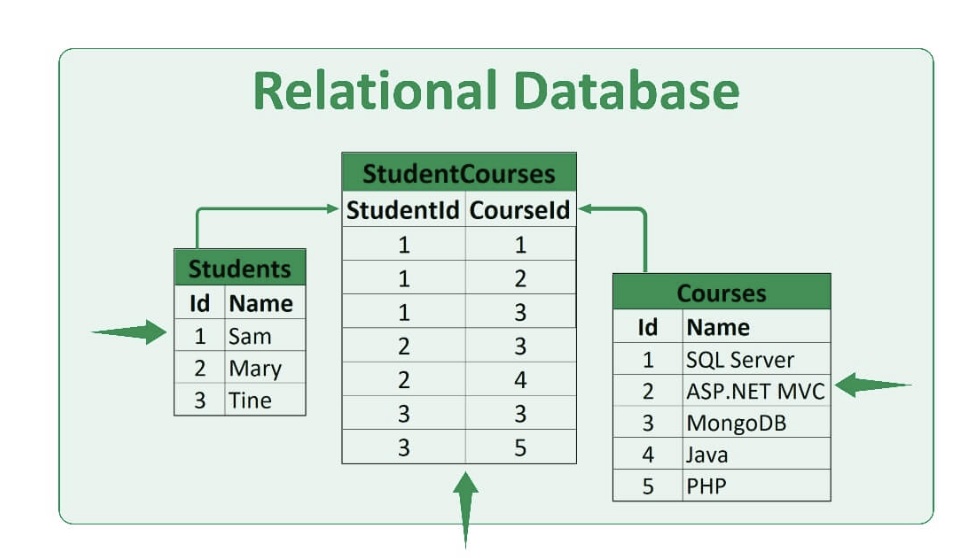 Relational Database
StudentCourses
StudentId CourseId
1 1
1 2
1 3
2 3
2 4
3 3
3 5
Students
Id Name
1 Sam
2 Mary
3 Tine
Courses
Id Name
1 SQL Server
2 ASP.NET MVC
3 MongoDB
4 Java
5 PHP